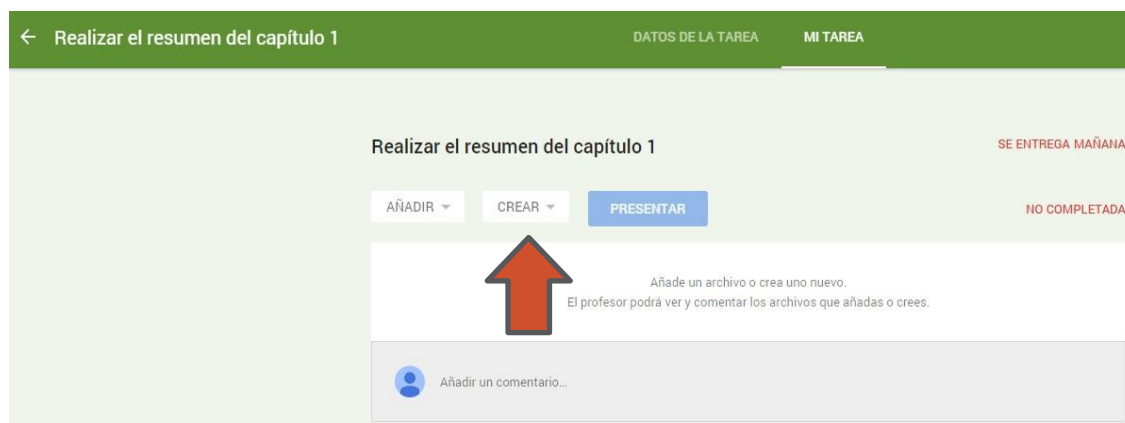 Realizar el resumen del capítulo 1 DATOS DE LA TAREA MI TAREA
Realizar el resumen del capítulo 1 SE ENTREGA MAÑANA
AÑADIR CREAR PRESENTAR NO COMPLETADA
Añade un archivo o crea uno nuevo.
El profesor podrá ver y comentar los archivos que añadas o crees.
Añadir un comentario...